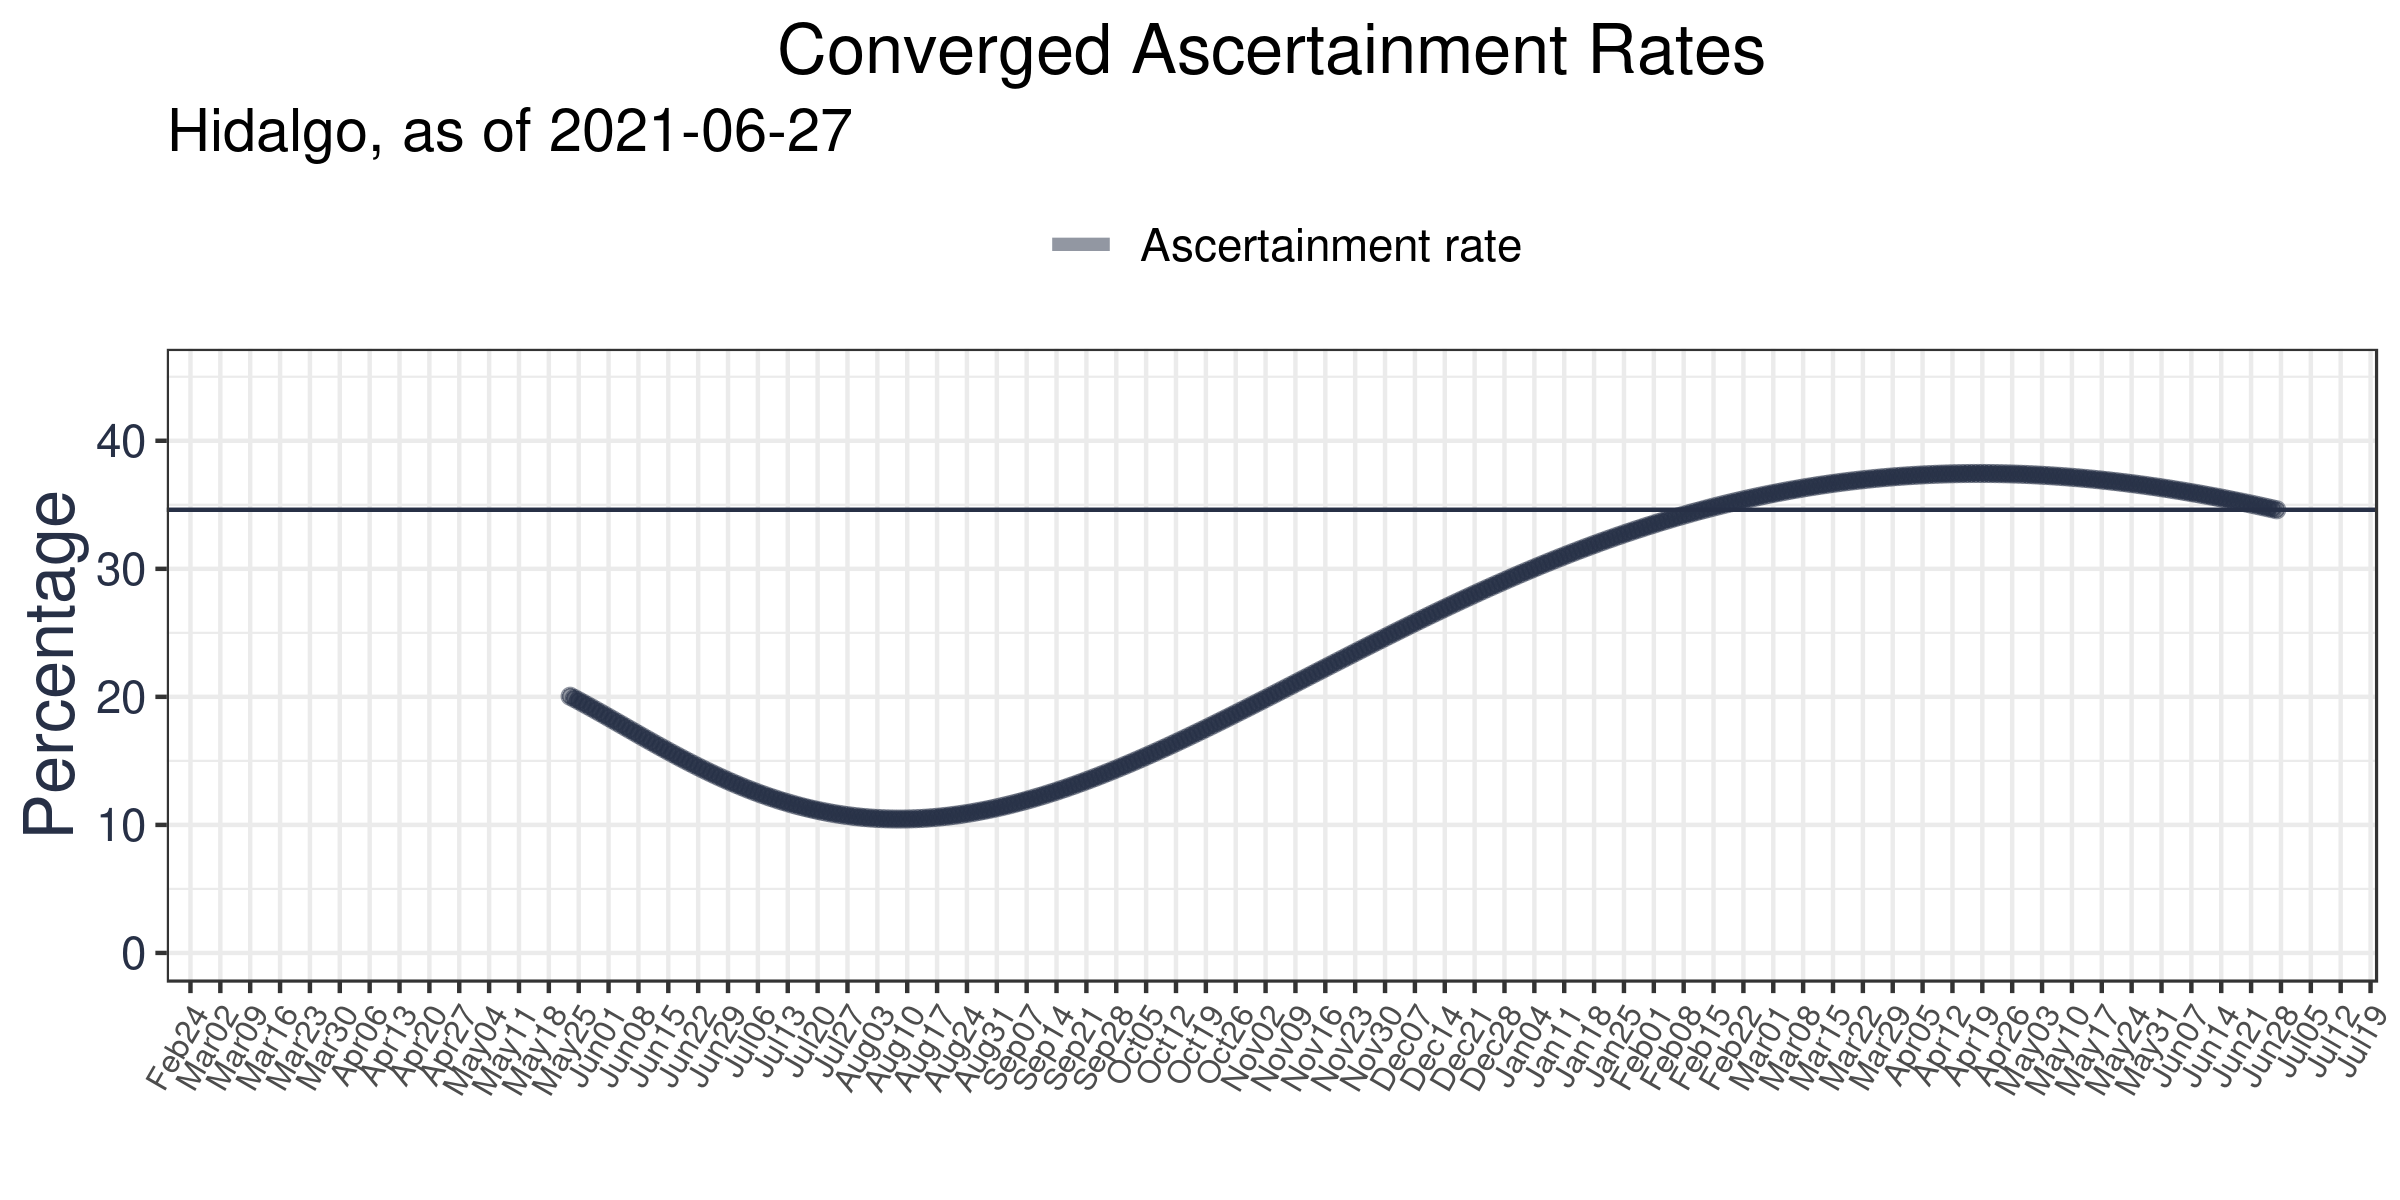 Converged Ascertainment Rates
Hidalgo, as of 2021-06-27
Ascertainment rate
Percentage
40
30
20
10
0
Feb24 Mar02 Mar09 Mar16 Mar23 Mar30 Apr06 Apr13 Apr20 Apr27 May04 May11 May18 May25 Jun01 Jun08 Jun15 Jun22 Jun29 Jul06 Jul13 Jul20 Jul27 Aug03 Aug10 Aug17 Aug24 Aug31 Sep07 Sep14 Sep21 Sep28 Oct05 Oct12 Oct19 Oct26 Nov02 Nov09 Nov16 Nov23 Nov30 Dec07 Dec14 Dec21 Dec28 Jan04 Jan11 Jan18 Jan25 Feb01 Feb08 Feb15 Feb22 Mar01 Mar08 Mar15 Mar22 Mar29 Apr05 Apr12 Apr19 Apr26 May03 May10 May17 May24 May31 Jun07 Jun14 Jun21 Jun28 Jul05 Jul12 Jul19